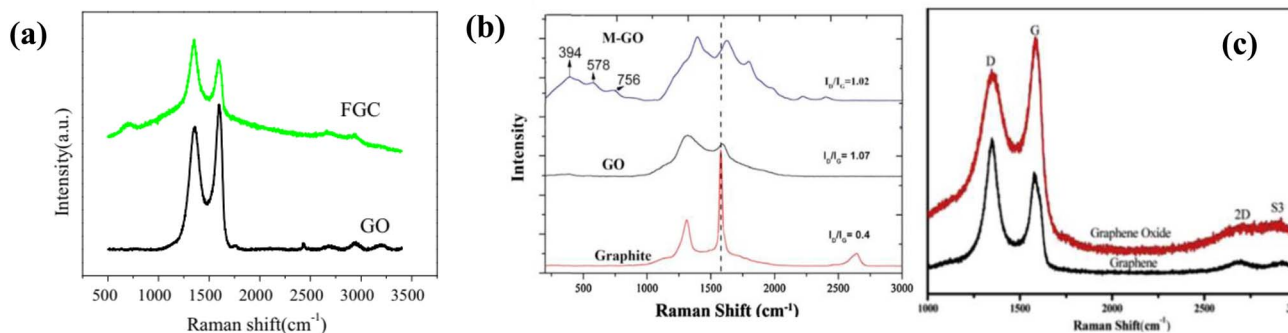 (a)
Intensity(a.u.)
FGC
GO
500 1000 1500 2000 2500 3000 3500
Raman shift(cm⁻¹)
(b)
Intensity
M-GO
394
578
756
I_D/I_G=1.02
GO
I_D/I_G= 1.07
Graphite
I_D/I_G= 0.4
500 1000 1500 2000 2500 3000
Raman Shift (cm⁻¹)
(c)
D
G
2D
S3
Graphene Oxide
Graphene
1000 1500 2000 2500
Raman Shift(cm⁻¹)